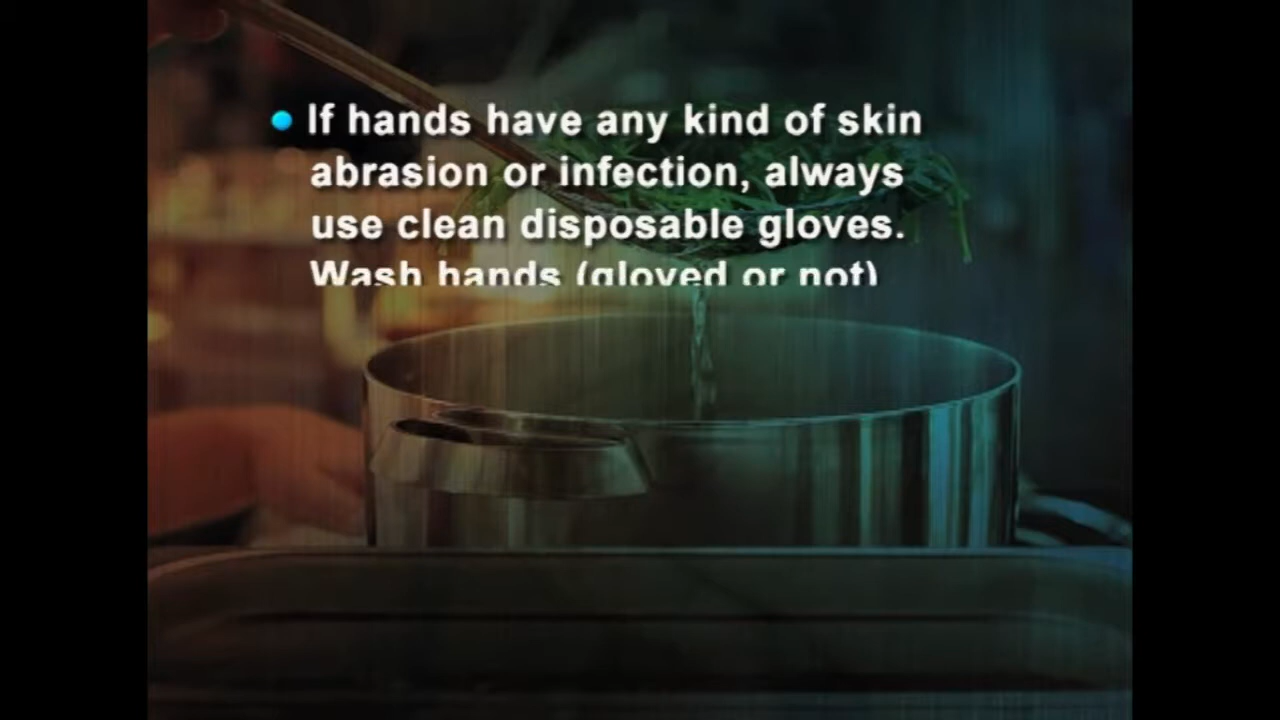 • If hands have any kind of skin
abrasion or infection, always
use clean disposable gloves.
Wash hands (gloved or not)